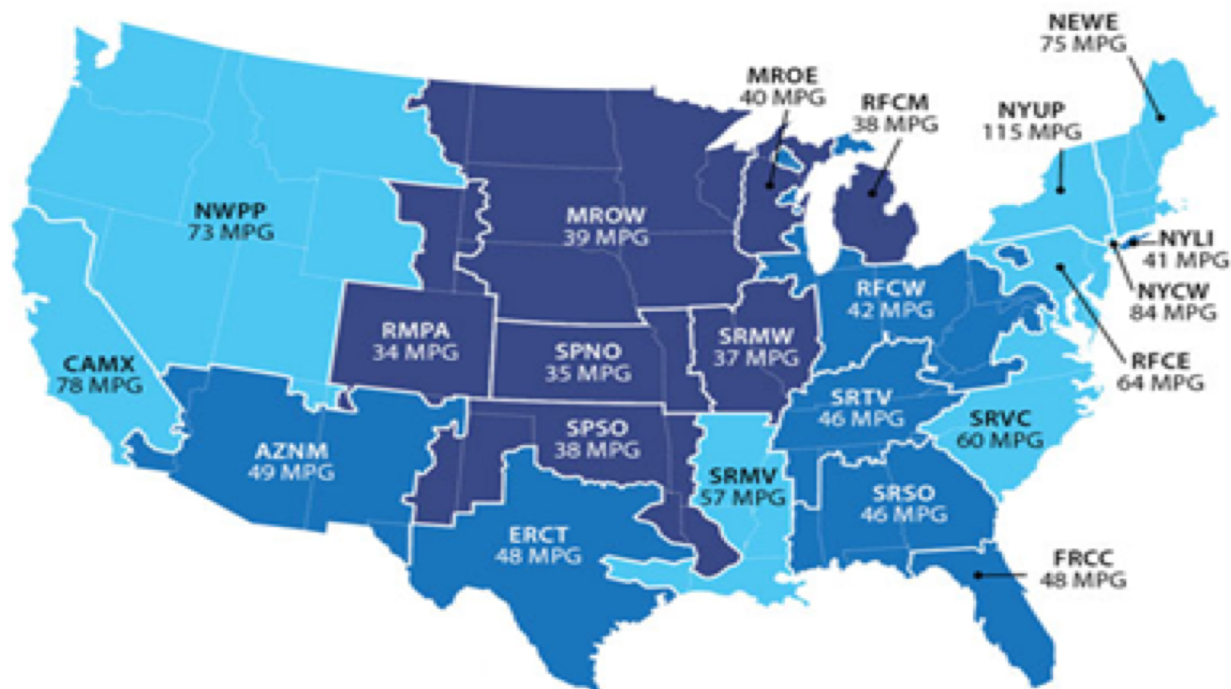 NEWE
75 MPG
MROE
40 MPG
RFCM
38 MPG
NYUP
115 MPG
NWPP
73 MPG
MROW
39 MPG
NYLI
41 MPG
NYCW
84 MPG
RFCW
42 MPG
RMPA
34 MPG
SPNO
35 MPG
SRMW
37 MPG
CAMX
78 MPG
RFCE
64 MPG
SRTV
46 MPG
SRVC
60 MPG
AZNM
49 MPG
SPSO
38 MPG
SRMV
57 MPG
SRSO
46 MPG
ERCT
48 MPG
FRCC
48 MPG